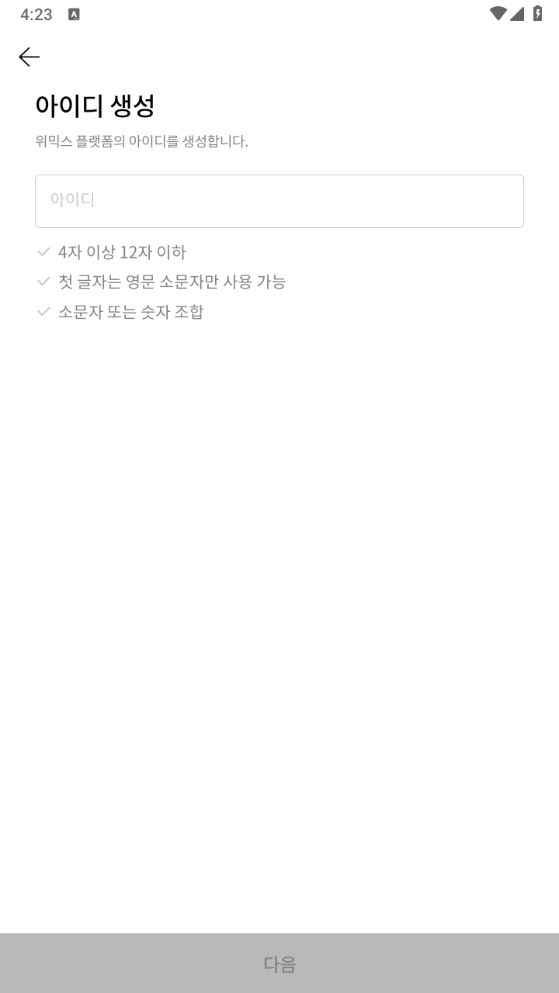 4:23
A
아이디 생성
위믹스 플랫폼의 아이디를 생성합니다.
아이디
4자 이상 12자 이하
첫 글자는 영문 소문자만 사용 가능
소문자 또는 숫자 조합
다음